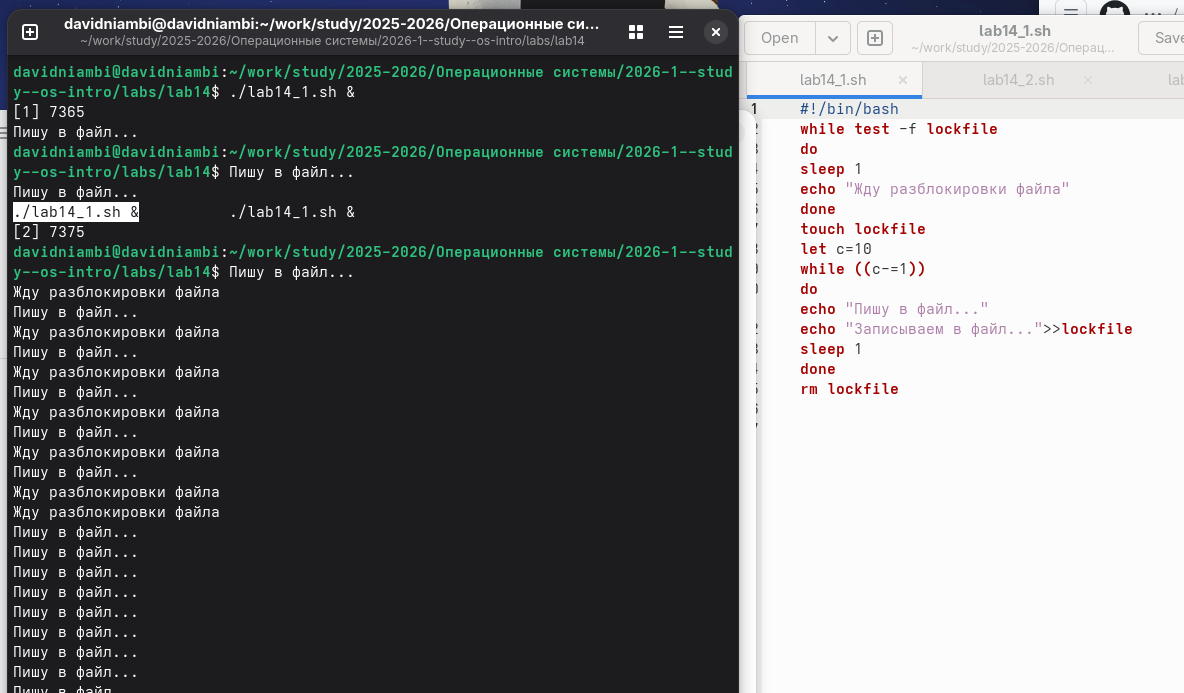 davidniambi@davidniambi:~/work/study/2025-2026/Операционные си...
~/work/study/2025-2026/Операционные системы/2026-1--study--os-intro/labs/lab14
davidniambi@davidniambi:~/work/study/2025-2026/Операционные системы/2026-1--stud
y--os-intro/labs/lab14$ ./lab14_1.sh &
[1] 7365
Пишу в файл...
davidniambi@davidniambi:~/work/study/2025-2026/Операционные системы/2026-1--stud
y--os-intro/labs/lab14$ Пишу в файл...
Пишу в файл...
./lab14_1.sh & ./lab14_1.sh &
[2] 7375
davidniambi@davidniambi:~/work/study/2025-2026/Операционные системы/2026-1--stud
y--os-intro/labs/lab14$ Пишу в файл...
Жду разблокировки файла
Пишу в файл...
Жду разблокировки файла
Пишу в файл...
Жду разблокировки файла
Пишу в файл...
Жду разблокировки файла
Пишу в файл...
Жду разблокировки файла
Пишу в файл...
Жду разблокировки файла
Жду разблокировки файла
Пишу в файл...
Пишу в файл...
Пишу в файл...
Пишу в файл...
Пишу в файл...
Пишу в файл...
Пишу в файл...
Пишу в файл...
Пишу в файл
Open
lab14_1.sh
~/work/study/2025-2026/Операц...
Save
lab14_1.sh
lab14_2.sh
lab
1 #!/bin/bash
while test -f lockfile
do
sleep 1
echo "Жду разблокировки файла"
done
touch lockfile
let c=10
while ((c-=1))
do
echo "Пишу в файл..."
echo "Записываем в файл...">>lockfile
sleep 1
done
rm lockfile